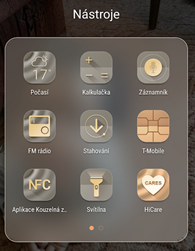 Nástroje
17°
Počasí
Kalkulačka
Záznamník
FM rádio
Stahování
T-Mobile
NFC
CARES
Aplikace Kouzelná z…
Svítilna
HiCare